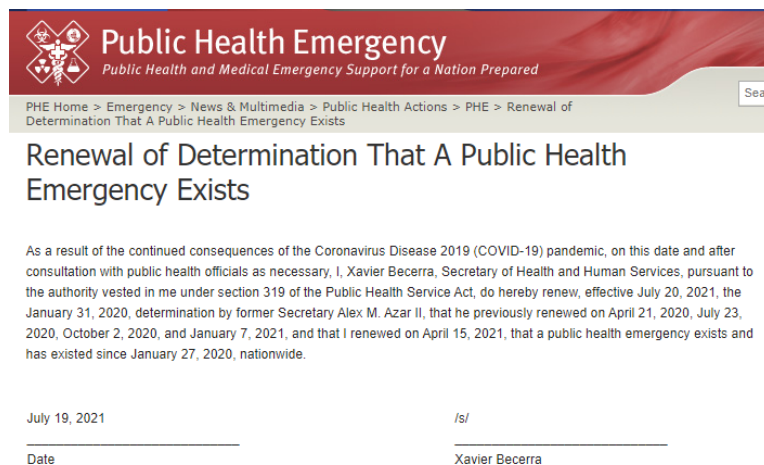 Public Health Emergency
Public Health and Medical Emergency Support for a Nation Prepared
Sea
PHE Home > Emergency > News & Multimedia > Public Health Actions > PHE > Renewal of
Determination That A Public Health Emergency Exists
Renewal of Determination That A Public Health
Emergency Exists
As a result of the continued consequences of the Coronavirus Disease 2019 (COVID-19) pandemic, on this date and after
consultation with public health officials as necessary, I, Xavier Becerra, Secretary of Health and Human Services, pursuant to
the authority vested in me under section 319 of the Public Health Service Act, do hereby renew, effective July 20, 2021, the
January 31, 2020, determination by former Secretary Alex M. Azar II, that he previously renewed on April 21, 2020, July 23,
2020, October 2, 2020, and January 7, 2021, and that I renewed on April 15, 2021, that a public health emergency exists and
has existed since January 27, 2020, nationwide.
July 19, 2021 /s/
Date Xavier Becerra